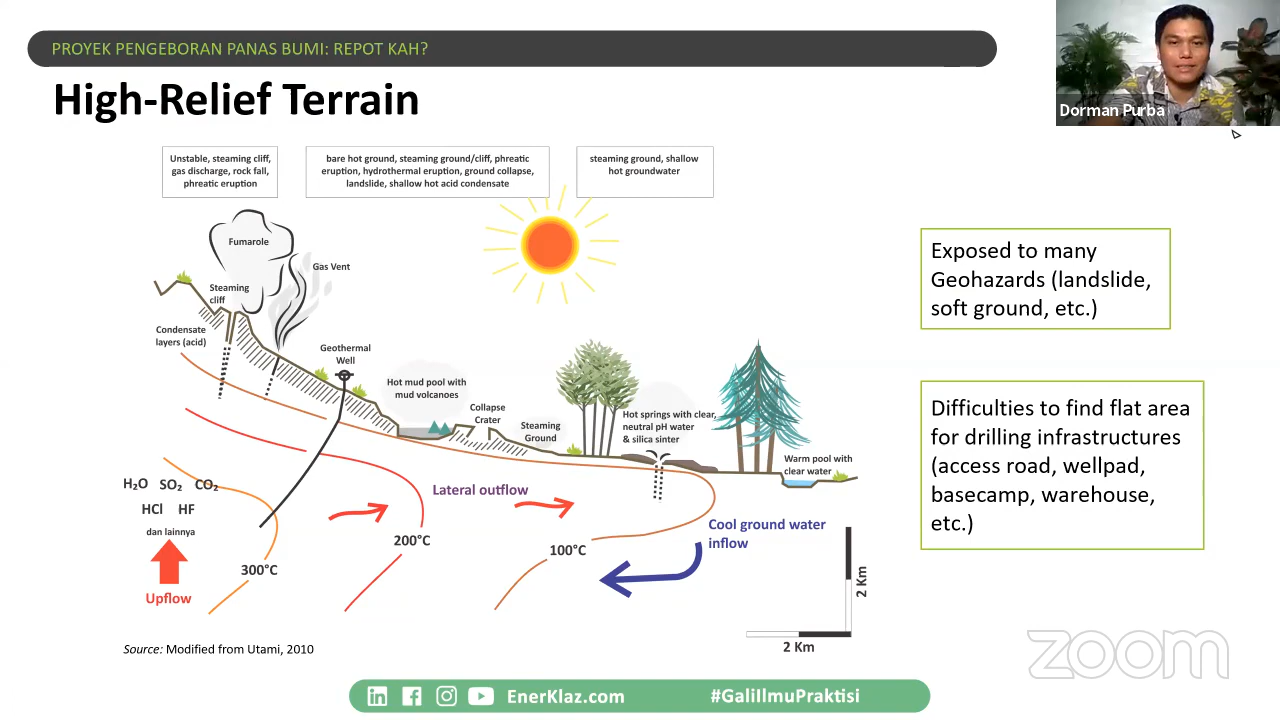 PROYEK PENGEBORAN PANAS BUMI: REPOT KAH?
High-Relief Terrain
Dorman Purba
Unstable, steaming cliff,
gas discharge, rock fall,
phreatic eruption
bare hot ground, steaming ground/cliff, phreatic
eruption, hydrothermal eruption, ground collapse,
landslide, shallow hot acid condensate
steaming ground, shallow
hot groundwater
Fumarole
Gas Vent
Steaming
cliff
Condensate
layers (acid)
Geothermal
Well
Hot mud pool with
mud volcanoes
Collapse
Crater
Steaming
Ground
Hot springs with clear,
neutral pH water
& silica sinter
Warm pool with
clear water
H₂O SO₂ CO₂
HCl HF
dan lainnya
Upflow
300°C
200°C
100°C
Lateral outflow
Cool ground water
inflow
2 Km
2 Km
Exposed to many
Geohazards (landslide,
soft ground, etc.)
Difficulties to find flat area
for drilling infrastructures
(access road, wellpad,
basecamp, warehouse,
etc.)
Source: Modified from Utami, 2010
zoom
EnerKlaz.com
#GaliIlmuPraktisi